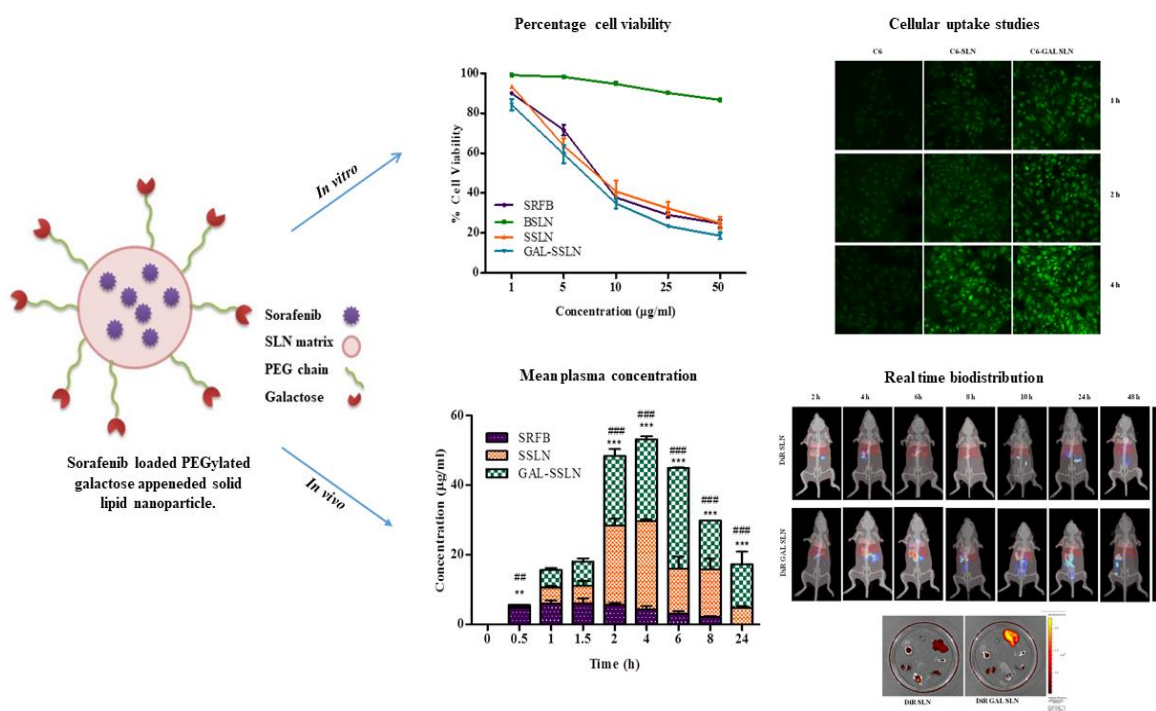 Percentage cell viability
Cellular uptake studies
C6
C6-SLN
C6-GAL SLN
100
80
60
40
20
0
% Cell Viability
SRFB
BSLN
SSLN
GAL-SSLN
1
5
10
25
50
Concentration (µg/ml)
1 h
2 h
4 h
In vitro
Sorafenib
SLN matrix
PEG chain
Galactose
Sorafenib loaded PEGylated
galactose appeneded solid
lipid nanoparticle.
In vivo
Mean plasma concentration
60
40
20
0
Concentration (µg/ml)
SRFB
SSLN
GAL-SSLN
##
**
###
***
###
***
###
***
###
***
###
***
0
0.5
1
1.5
2
4
6
8
24
Time (h)
Real time biodistribution
2 h
4 h
6 h
8 h
10 h
24 h
48 h
DiR SLN
DiR GAL SLN
DiR SLN
DiR GAL SLN